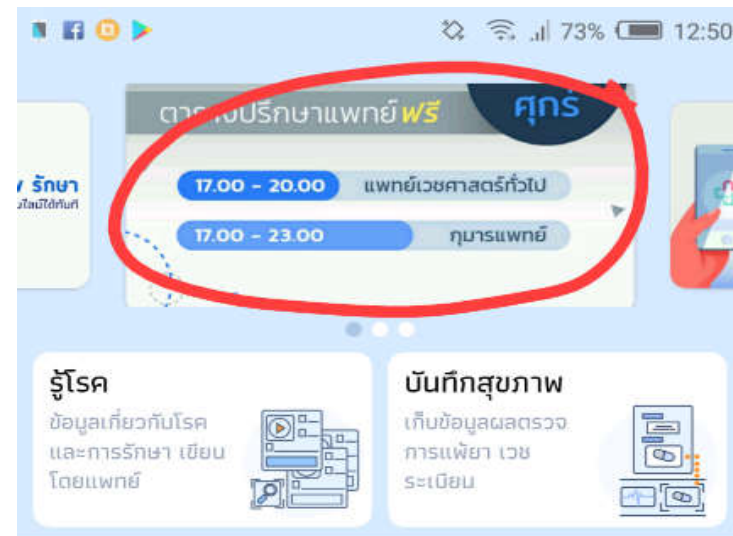 73% 12:50
ปรึกษาแพทย์ฟรี
ศุกร์
รักษา
17.00 - 20.00 แพทย์เวชศาสตร์ทั่วไป
17.00 - 23.00 กุมารแพทย์
รู้โรค
ข้อมูลเกี่ยวกับโรค
และการรักษา เขียน
โดยแพทย์
บันทึกสุขภาพ
เก็บข้อมูลผลตรวจ
การแพ้ยา เวช
ระเบียน